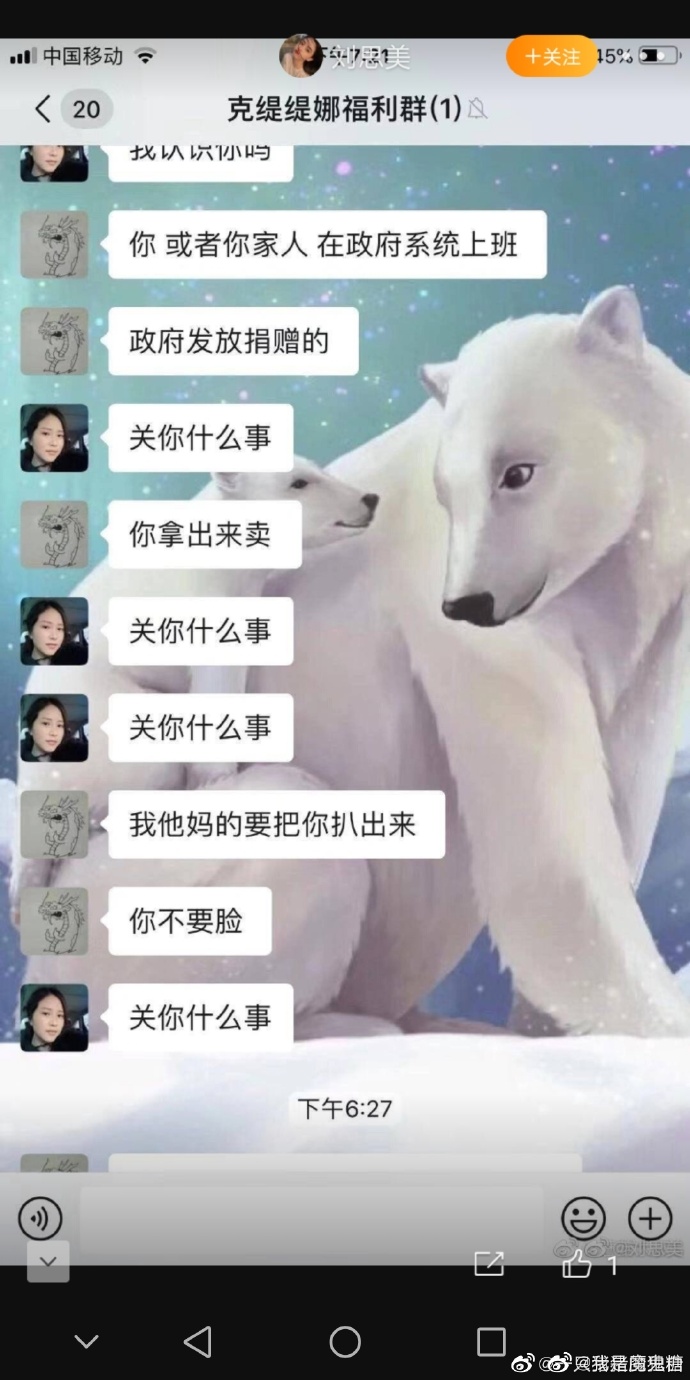 中国移动
刘思美
+关注
45%
20
克缇缇娜福利群(1)
我认识你吗
你 或者你家人 在政府系统上班
政府发放捐赠的
关你什么事
你拿出来卖
关你什么事
关你什么事
我他妈的要把你扒出来
你不要脸
关你什么事
下午6:27
@刘思美
1